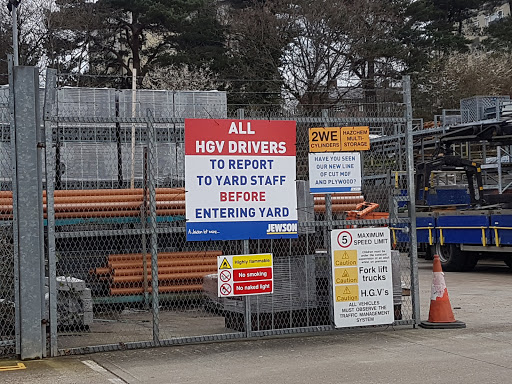 ALL
HGV DRIVERS
TO REPORT
TO YARD STAFF
BEFORE
ENTERING YARD
JEWSON
2WE
CYLINDERS
HAZCHEM
MULTI-
STORAGE
HAVE YOU SEEN
OUR NEW LINE
OF CUT MDF
AND PLYWOOD?
Highly flammable
No smoking
No naked light
5
MAXIMUM
SPEED LIMIT
Caution
Caution
Caution
Fork lift
trucks
H.G.V's
ALL VEHICLES
MUST OBSERVE THE
TRAFFIC MANAGEMENT
SYSTEM